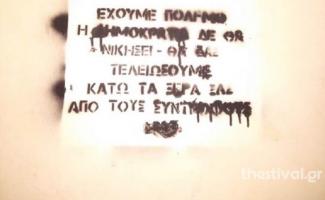 ΕΧΟΥΜΕ ΠΟΛΕΜΟ
Η ΔΗΜΟΚΡΑΤΙΑ ΔΕ ΘΑ
ΝΙΚΗΣΕΙ - ΘΑ ΣΑΣ
ΤΕΛΕΙΩΣΟΥΜΕ
ΚΑΤΩ ΤΑ ΞΕΡΑ ΣΑΣ
ΑΠΟ ΤΟΥΣ ΣΥΝΤΡΟΦΟΥΣ
thestival.gr